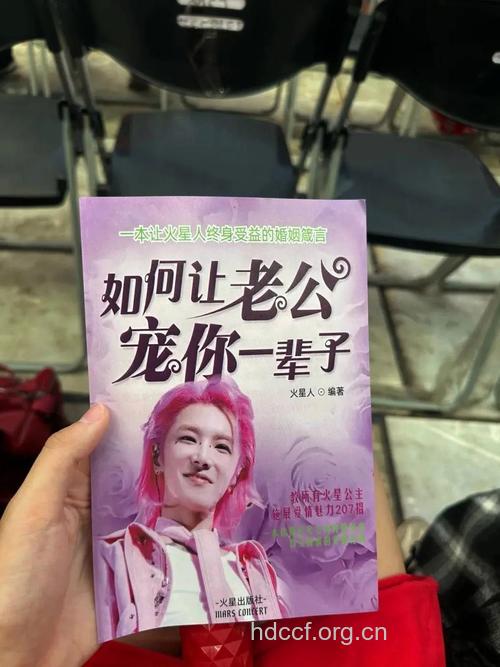 一本让火星人终身受益的婚姻箴言
如何让老公
宠你一辈子
火星人⊙编著
教所有火星公主
施展爱情魅力207招
-火星出版社-
MARS CONCERT
hdccf.org.cn